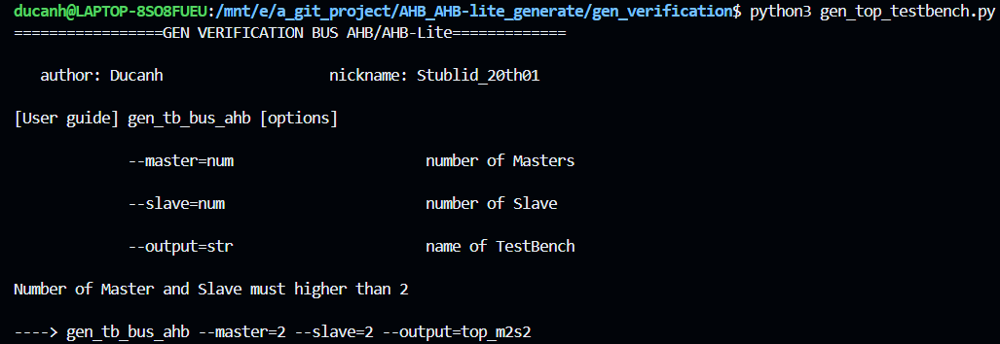 ducanh@LAPTOP-8SO8FUEU:/mnt/e/a_git_project/AHB_AHB-lite_generate/gen_verification$ python3 gen_top_testbench.py
=================GEN VERIFICATION BUS AHB/AHB-Lite=============
author: Ducanh nickname: Stublid_20th01
[User guide] gen_tb_bus_ahb [options]
--master=num number of Masters
--slave=num number of Slave
--output=str name of TestBench
Number of Master and Slave must higher than 2
----> gen_tb_bus_ahb --master=2 --slave=2 --output=top_m2s2